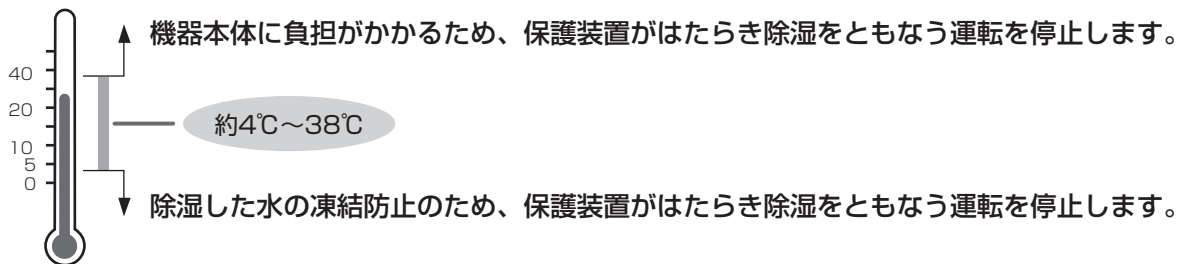 機器本体に負担がかかるため、保護装置がはたらき除湿をともなう運転を停止します。
40
20
約4℃～38℃
10
5
0
除湿した水の凍結防止のため、保護装置がはたらき除湿をともなう運転を停止します。